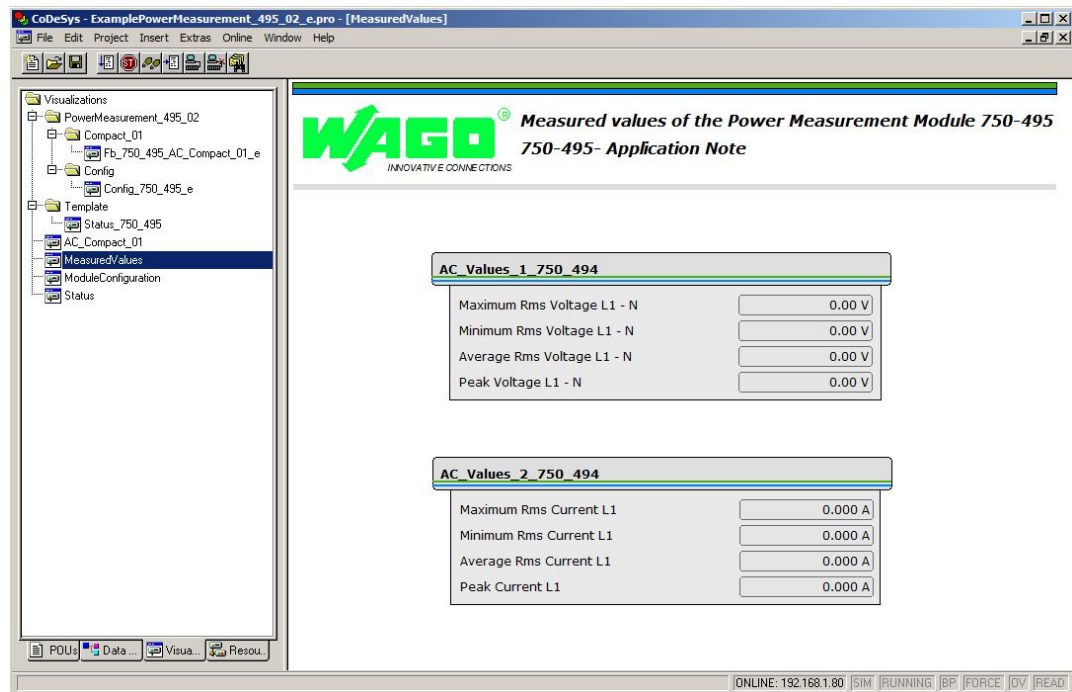 CoDeSys - ExamplePowerMeasurement_495_02_e.pro - [MeasuredValues]
File Edit Project Insert Extras Online Window Help
Visualizations
PowerMeasurement_495_02
Compact_01
Fb_750_495_AC_Compact_01_e
Config
Config_750_495_e
Template
Status_750_495
AC_Compact_01
MeasuredValues
ModuleConfiguration
Status
POUs Data ... Visua... Resou...
WAGO ®
INNOVATIVE CONNECTIONS
Measured values of the Power Measurement Module 750-495
750-495- Application Note
AC_Values_1_750_494
Maximum Rms Voltage L1 - N 0.00 V
Minimum Rms Voltage L1 - N 0.00 V
Average Rms Voltage L1 - N 0.00 V
Peak Voltage L1 - N 0.00 V
AC_Values_2_750_494
Maximum Rms Current L1 0.000 A
Minimum Rms Current L1 0.000 A
Average Rms Current L1 0.000 A
Peak Current L1 0.000 A
ONLINE: 192.168.1.80 SIM RUNNING BP FORCE OV READ